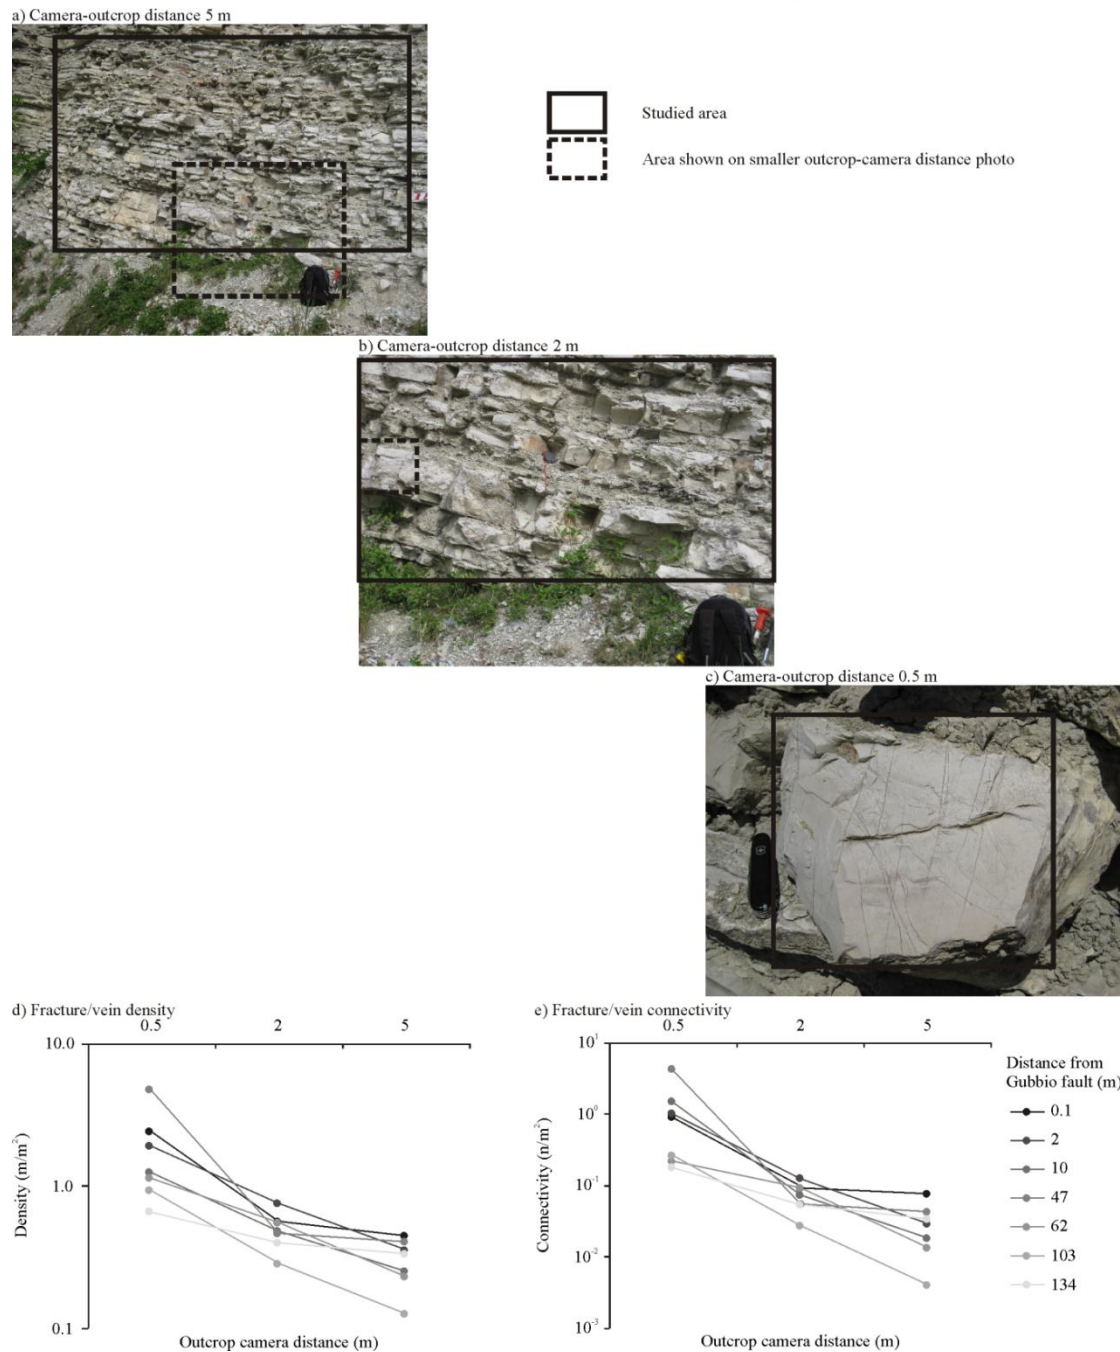 a) Camera-outcrop distance 5 m
Studied area
Area shown on smaller outcrop-camera distance photo
b) Camera-outcrop distance 2 m
c) Camera-outcrop distance 0.5 m
d) Fracture/vein density
0.5 2 5
10.0
1.0
0.1
Density (m/m²)
Outcrop camera distance (m)
e) Fracture/vein connectivity
0.5 2 5
10¹
10⁰
10⁻¹
10⁻²
10⁻³
Connectivity (n/m²)
Outcrop camera distance (m)
Distance from
Gubbio fault (m)
0.1
2
10
47
62
103
134